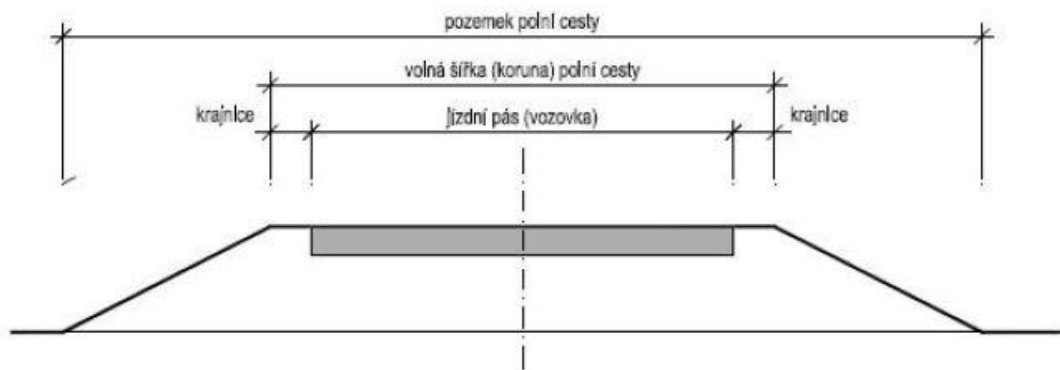 pozemek polní cesty
volná šířka (koruna) polní cesty
krajnice
jízdní pás (vozovka)
krajnice